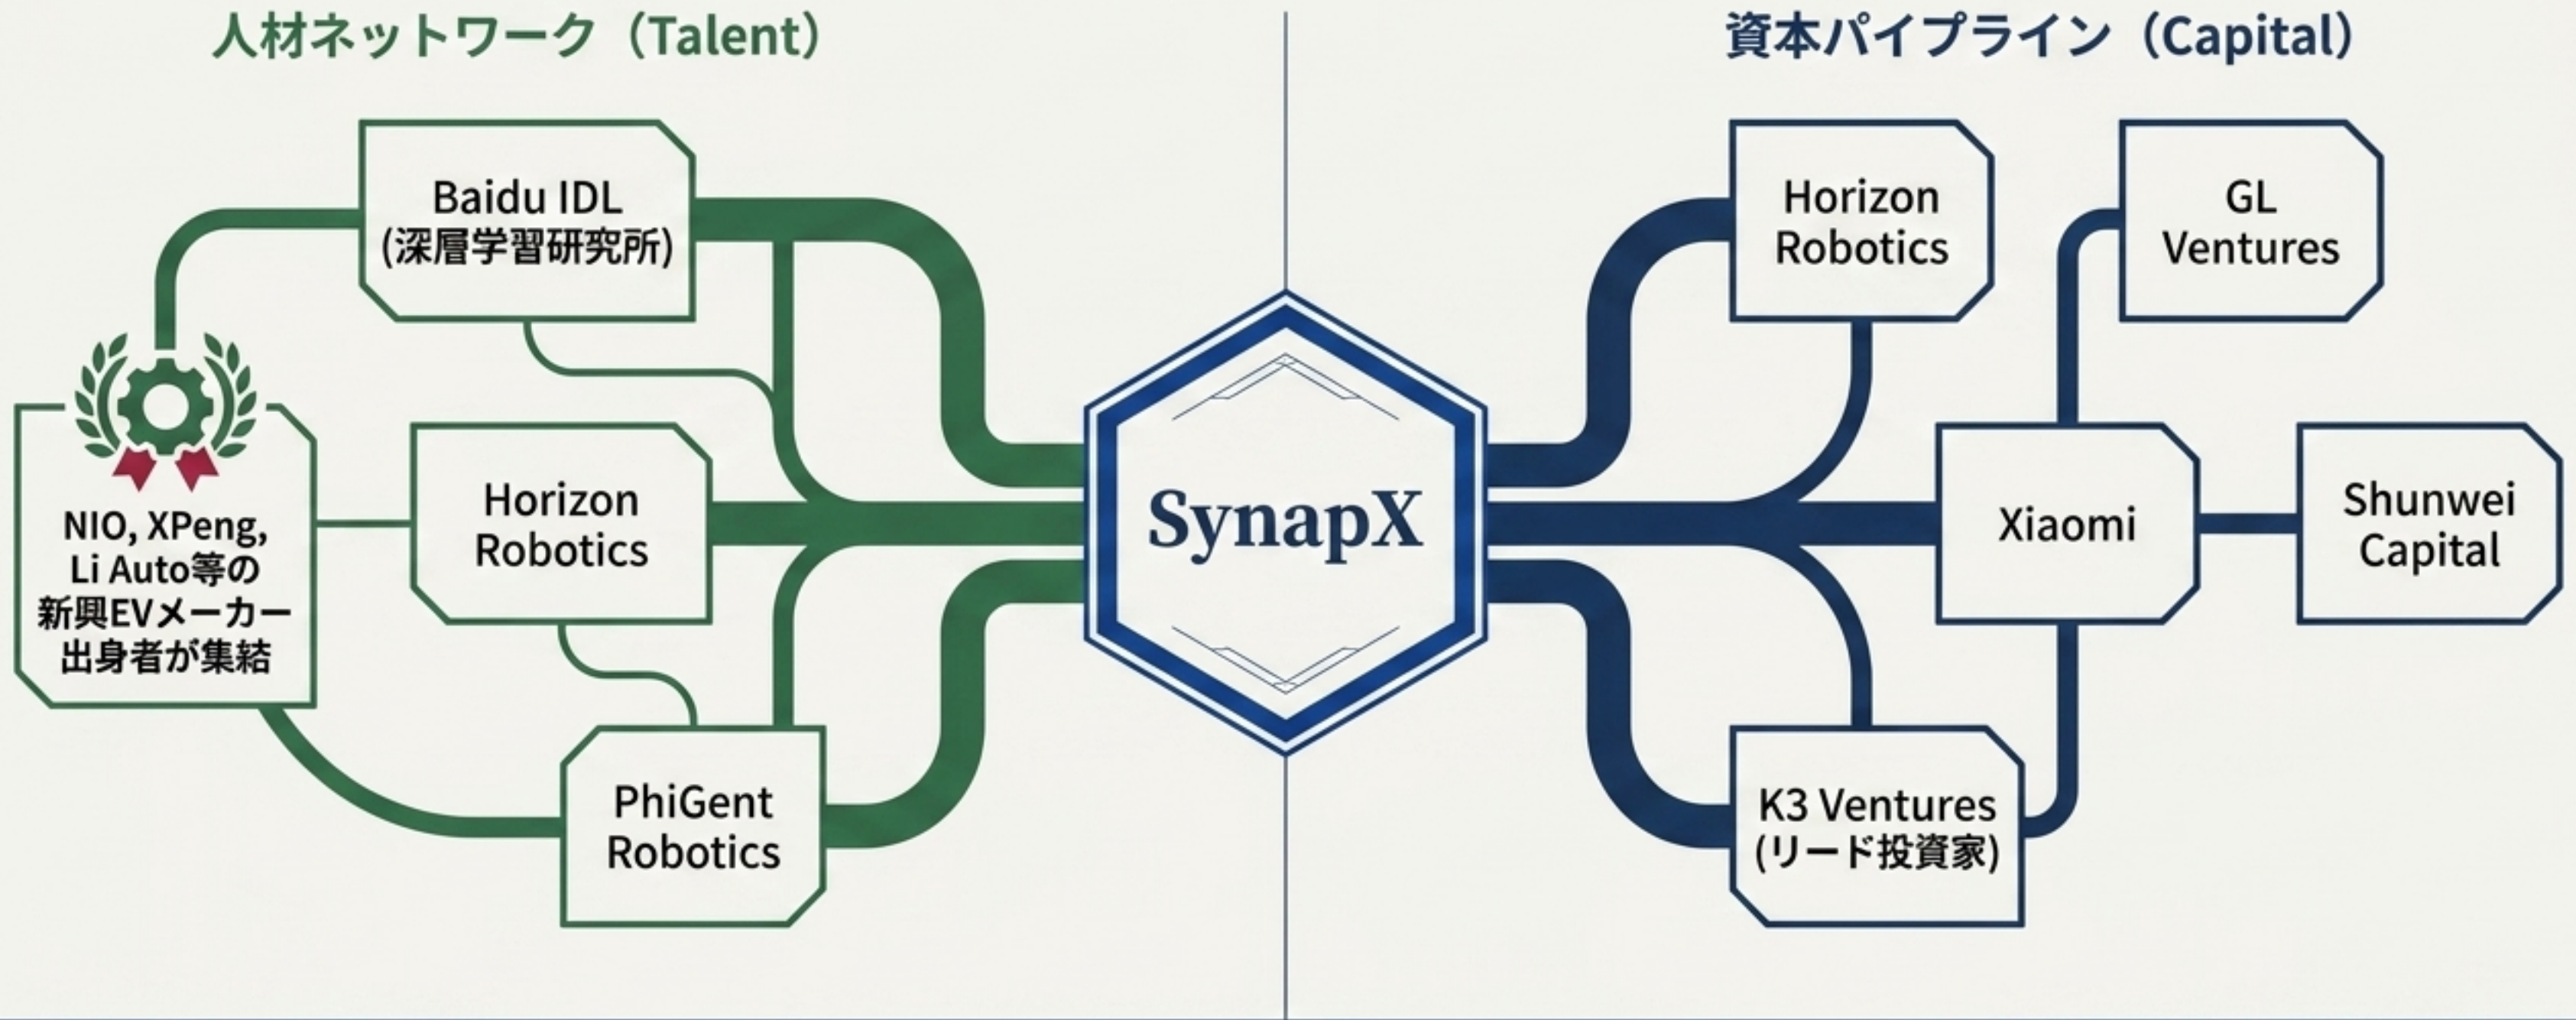 人材ネットワーク（Talent）
Baidu IDL
(深層学習研究所)
NIO, XPeng,
Li Auto等の
新興EVメーカー
出身者が集結
Horizon
Robotics
PhiGent
Robotics
SynapX
資本パイプライン（Capital）
Horizon
Robotics
GL
Ventures
Xiaomi
Shunwei
Capital
K3 Ventures
(リード投資家)